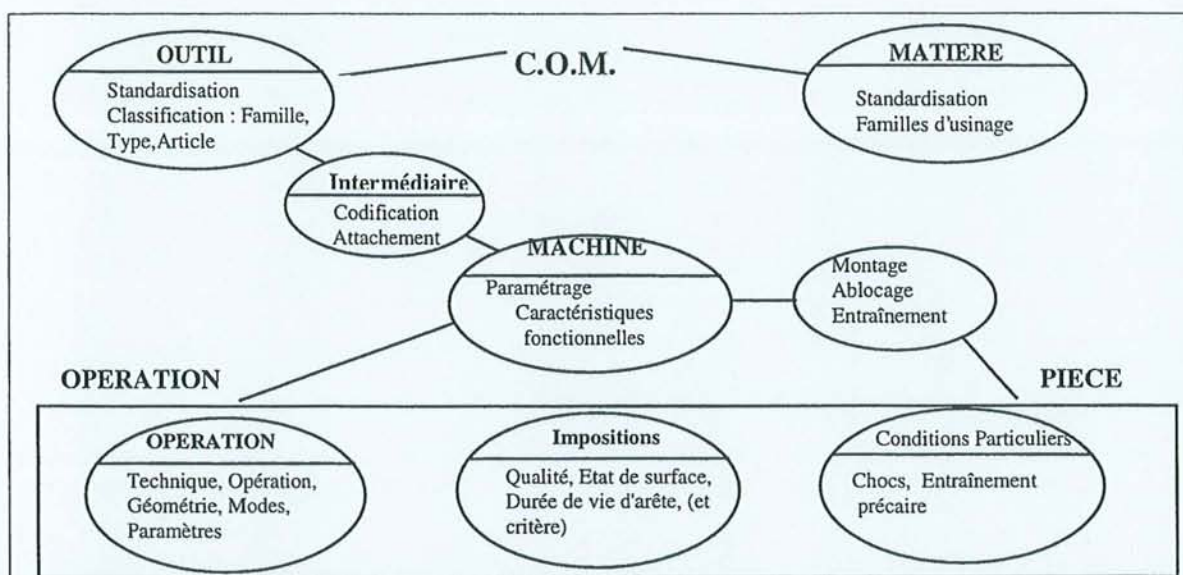 OUTIL
Standardisation
Classification : Famille,
Type,Article
C.O.M.
MATIERE
Standardisation
Familles d'usinage
Intermédiaire
Codification
Attachement
MACHINE
Paramétrage
Caractéristiques
fonctionnelles
Montage
Ablocage
Entraînement
OPERATION
PIECE
OPERATION
Technique, Opération,
Géométrie, Modes,
Paramètres
Impositions
Qualité, Etat de surface,
Durée de vie d'arête, (et
critère)
Conditions Particuliers
Chocs, Entraînement
précaire